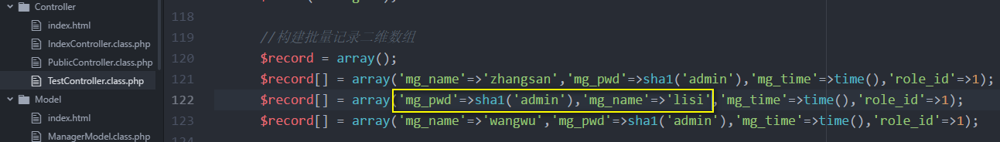 Controller
index.html
IndexController.class.php
PublicController.class.php
TestController.class.php
Model
index.html
ManagerModel.class.php
118
119 //构建批量记录二维数组
120 $record = array();
121 $record[] = array('mg_name'=>'zhangsan','mg_pwd'=>sha1('admin'),'mg_time'=>time(),'role_id'=>1);
122 $record[] = array('mg_pwd'=>sha1('admin'),'mg_name'=>'lisi','mg_time'=>time(),'role_id'=>1);
123 $record[] = array('mg_name'=>'wangwu','mg_pwd'=>sha1('admin'),'mg_time'=>time(),'role_id'=>1);